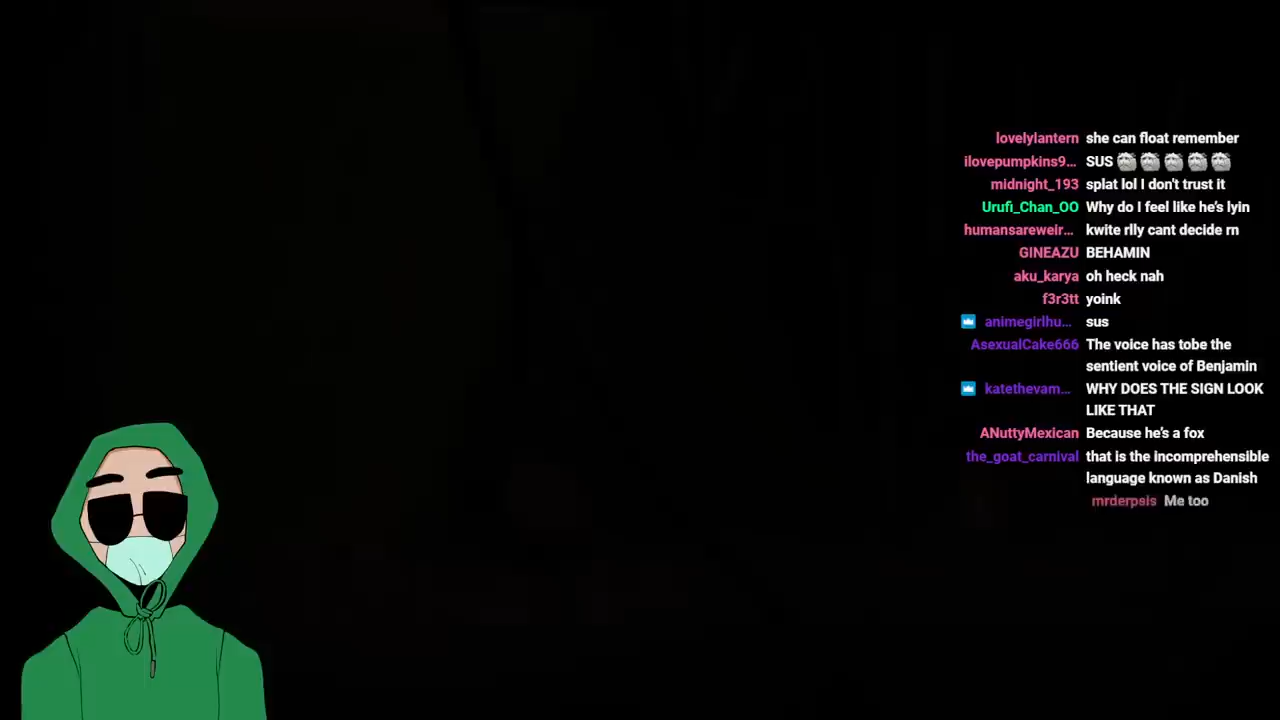 lovelylantern she can float remember
ilovepumpkins9... SUS
midnight_193 splat lol I don't trust it
Urufi_Chan_OO Why do I feel like he's lyin
humansareweir... kwite rlly cant decide rn
GINEAZU BEHAMIN
aku_karya oh heck nah
f3r3tt yoink
animegirlhu... sus
AsexualCake666 The voice has tobe the
sentient voice of Benjamin
katethevam... WHY DOES THE SIGN LOOK
LIKE THAT
ANuttyMexican Because he's a fox
the_goat_carnival that is the incomprehensible
language known as Danish
mrderpsis Me too